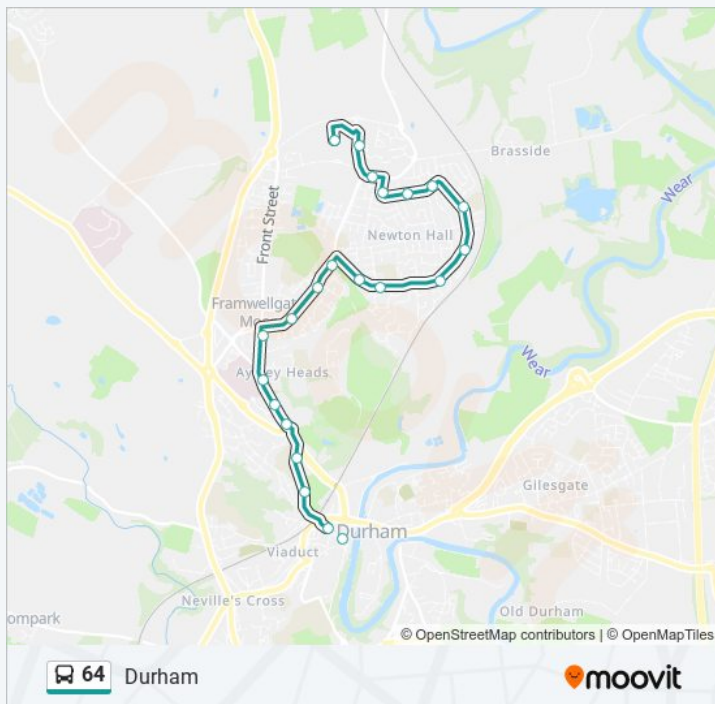 Brasside
Wear
Front Street
Newton Hall
Framwellgate
Aykley Heads
Wear
Gilesgate
Durham
Viaduct
Neville's Cross
Old Durham
ompark
© OpenStreetMap contributors | © OpenMapTiles
64 Durham
moovit